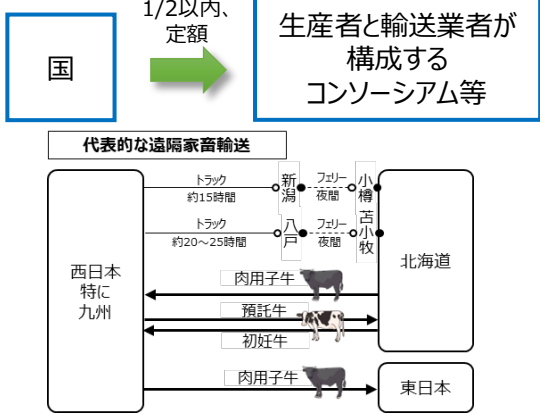 1/2以内、
定額
国
生産者と輸送業者が
構成する
コンソーシアム等
代表的な遠隔家畜輸送
トラック
約15時間
新潟
フェリー
夜間
小樽
トラック
約20～25時間
八戸
フェリー
夜間
苫小牧
西日本
特に
九州
北海道
肉用子牛
預託牛
初妊牛
肉用子牛
東日本